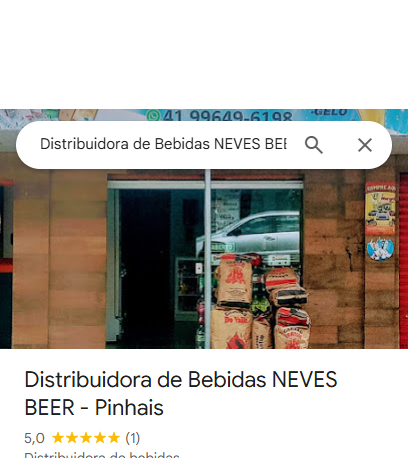 41 99649-6198
-GELO
Distribuidora de Bebidas NEVES BEE
Distribuidora de Bebidas NEVES
BEER - Pinhais
5,0 (1)
Distribuidora de bebidas